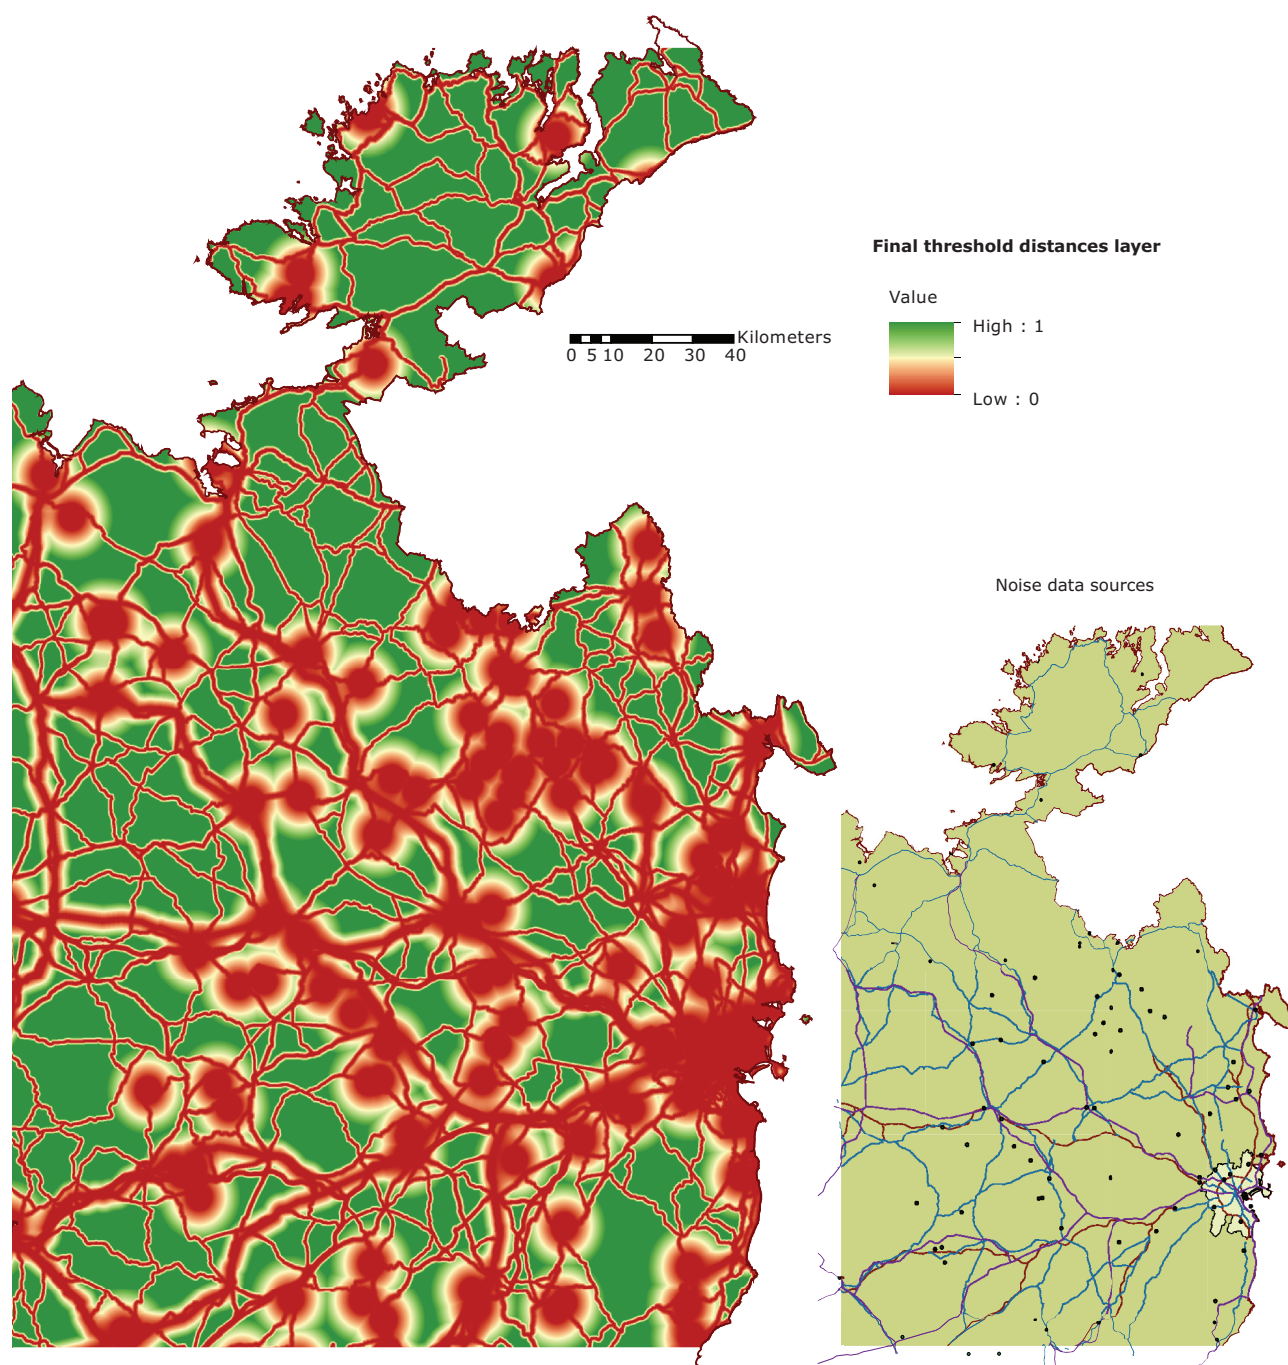 Final threshold distances layer
Value
High : 1
Low : 0
Kilometers
0 5 10 20 30 40
Noise data sources